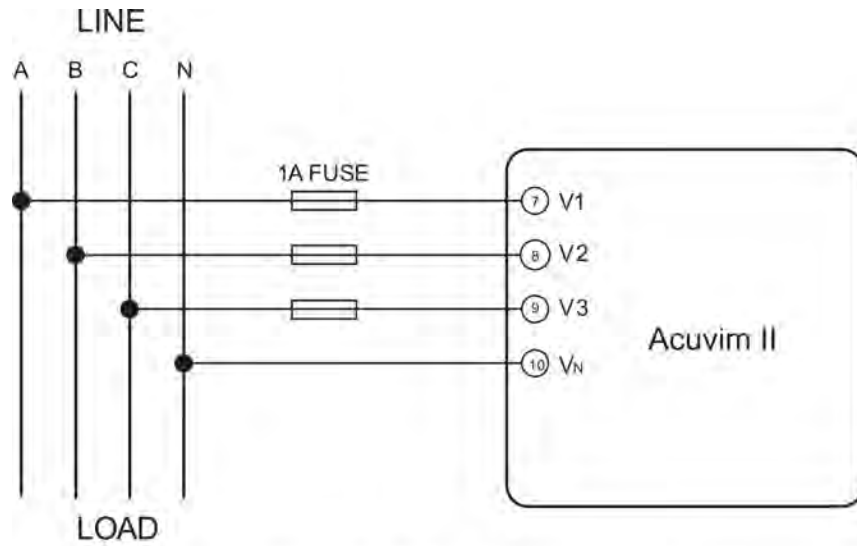 LINE
A B C N
1A FUSE
7 V1
8 V2
9 V3
10 VN
Acuvim II
LOAD